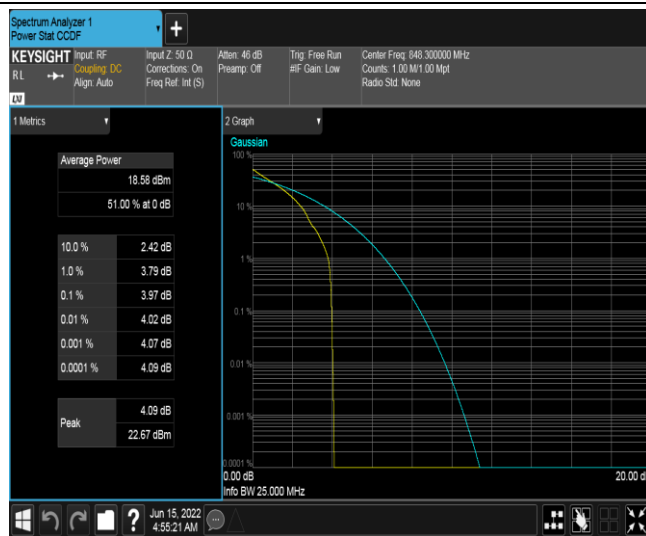 Spectrum Analyzer 1
Power Stat CCDF
KEYSIGHT
RL
LXI
Input: RF
Coupling: DC
Align: Auto
Input Z: 50 Ω
Corrections: On
Freq Ref: Int (S)
Atten: 46 dB
Preamp: Off
Trig: Free Run
#IF Gain: Low
Center Freq: 848.300000 MHz
Counts: 1.00 M/1.00 Mpt
Radio Std: None
1 Metrics
Average Power
18.58 dBm
51.00 % at 0 dB
10.0 % 2.42 dB
1.0 % 3.79 dB
0.1 % 3.97 dB
0.01 % 4.02 dB
0.001 % 4.07 dB
0.0001 % 4.09 dB
Peak
4.09 dB
22.67 dBm
2 Graph
Gaussian
100 %
10 %
1 %
0.1 %
0.01 %
0.001 %
0.0001 %
0.00 dB
20.00 d
Info BW 25.000 MHz
?
Jun 15, 2022
4:55:21 AM